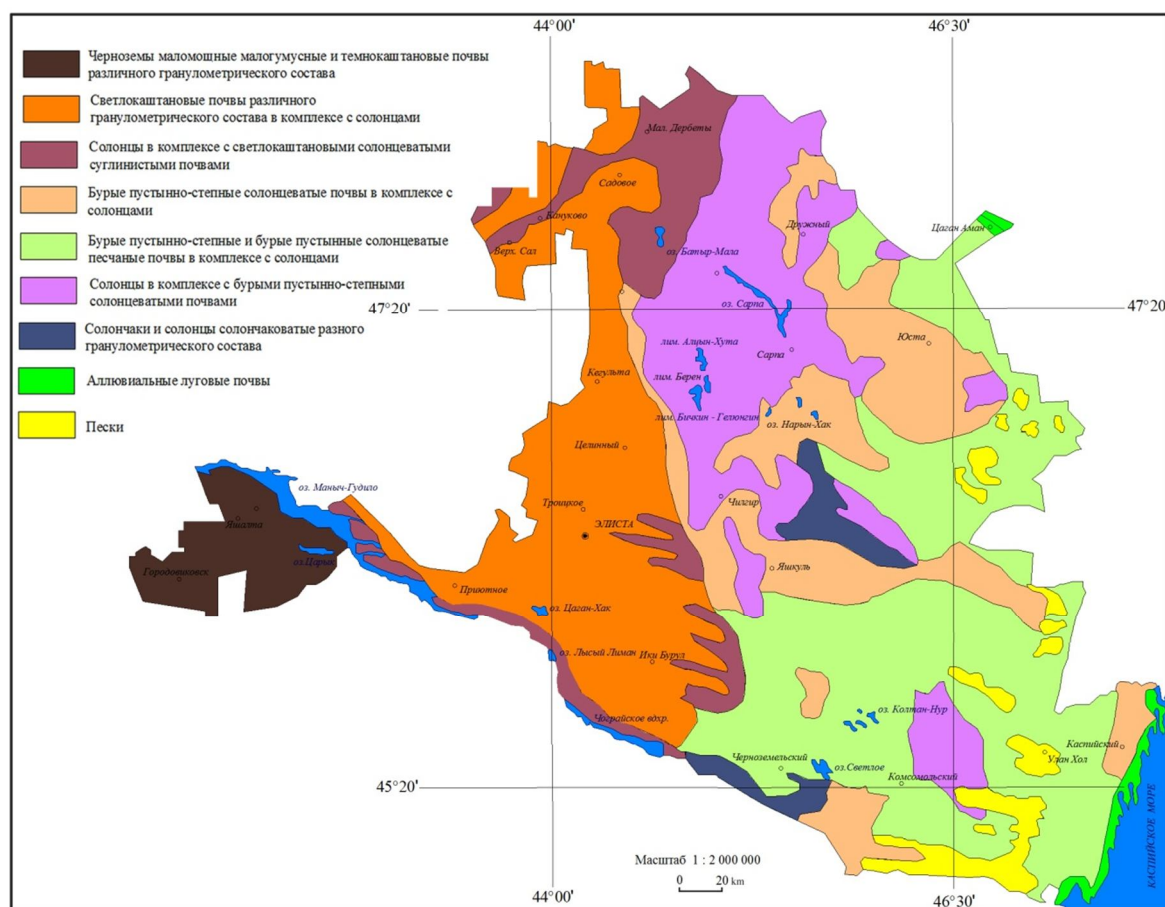 44°00'
46°30'
Черноземы маломощные малогумусные и темнокаштановые почвы
различного гранулометрического состава
Светлокаштановые почвы различного
гранулометрического состава в комплексе с солонцами
Солонцы в комплексе с светлокаштановыми солонцеватыми
суглинистыми почвами
Бурые пустынно-степные солонцеватые почвы в комплексе с
солонцами
Бурые пустынно-степные и бурые пустынные солонцеватые
песчаные почвы в комплексе с солонцами
Солонцы в комплексе с бурыми пустынно-степными
солонцеватыми почвами
Солончаки и солонцы солончаковатые разного
гранулометрического состава
Аллювиальные луговые почвы
Пески
Мал. Дербеты
Садовое
Кануково
Верх. Сал
Дружный
Цаган Аман
оз. Батыр-Мала
47°20'
оз. Сарпа
47°20'
лим. Алцын-Хута
Сарпа
Юста
лим. Берен
Кегульта
лим. Бичкин - Гелюнгин
оз. Нарын-Хак
Целинный
оз. Маныч-Гудило
Чилгир
Троицкое
ЭЛИСТА
Яшалта
оз.Царык
Городовиковск
Яшкуль
Приютное
оз. Цаган-Хак
оз. Лысый Лиман
Ики Бурул
оз. Колтан-Нур
Чограйское вдхр.
Каспийский
Черноземельский
Улан Хол
оз.Светлое
Комсомольский
45°20'
45°20'
КАСПИЙСКОЕ МОРЕ
Масштаб 1 : 2 000 000
0 20 km
44°00'
46°30'